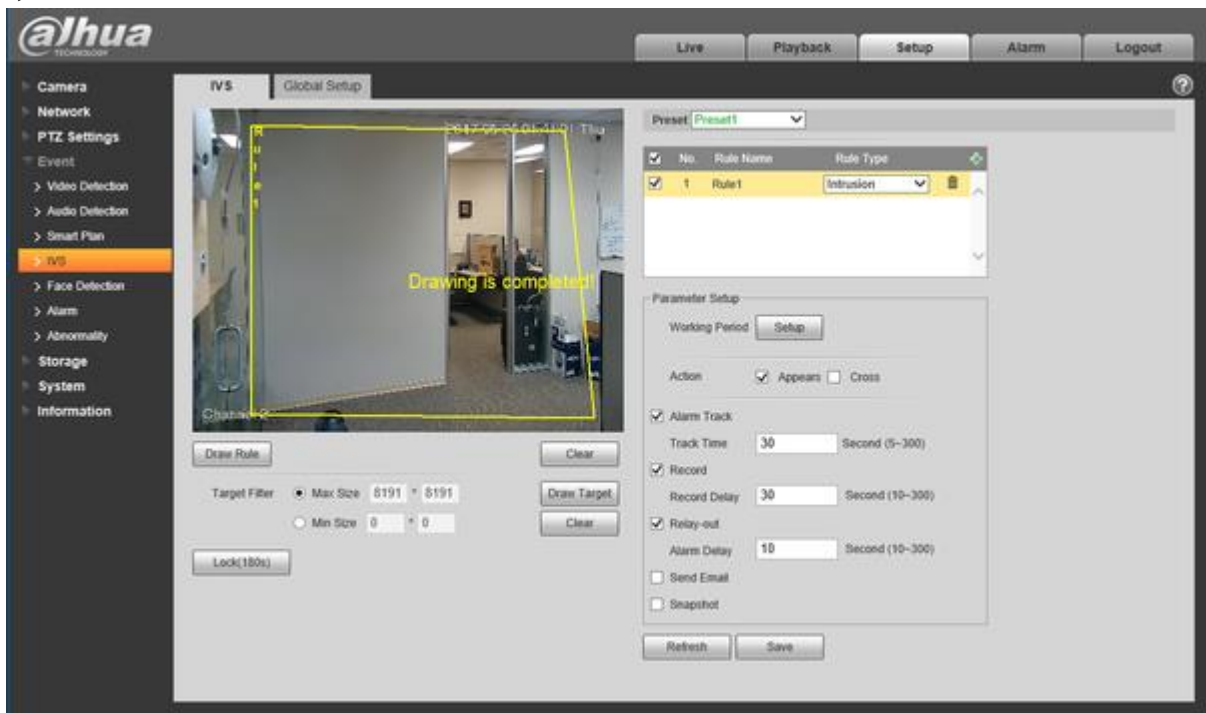 alhua
TECHNOLOGY
Live Playback Setup Alarm Logout
Camera
Network
PTZ Settings
Event
Video Detection
Audio Detection
Smart Plan
IVS
Face Detection
Alarm
Abnormality
Storage
System
Information
IVS Global Setup
Rule1
Thu
Drawing is completed!
Draw Rule Clear
Target Filter Max Size 8191 * 8191 Draw Target
Min Size 0 * 0 Clear
Lock(180s)
Preset Preset1
No. Rule Name Rule Type
1 Rule1 Intrusion
Parameter Setup
Working Period Setup
Action Appears Cross
Alarm Track
Track Time 30 Second (5~300)
Record
Record Delay 30 Second (10~300)
Relay-out
Alarm Delay 10 Second (10~300)
Send Email
Snapshot
Refresh Save